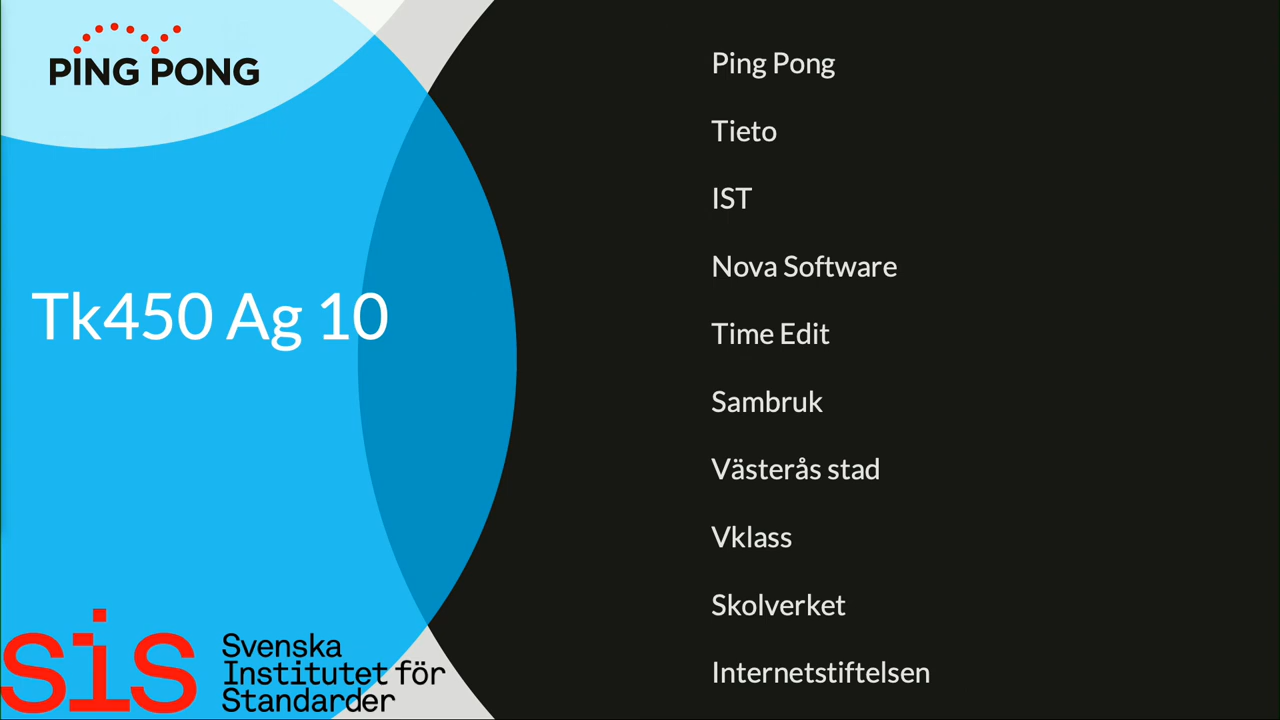 PING PONG
Tk450 Ag 10
sis
Svenska
Institutet för
Standarder
Ping Pong
Tieto
IST
Nova Software
Time Edit
Sambruk
Västerås stad
Vklass
Skolverket
Internetstiftelsen